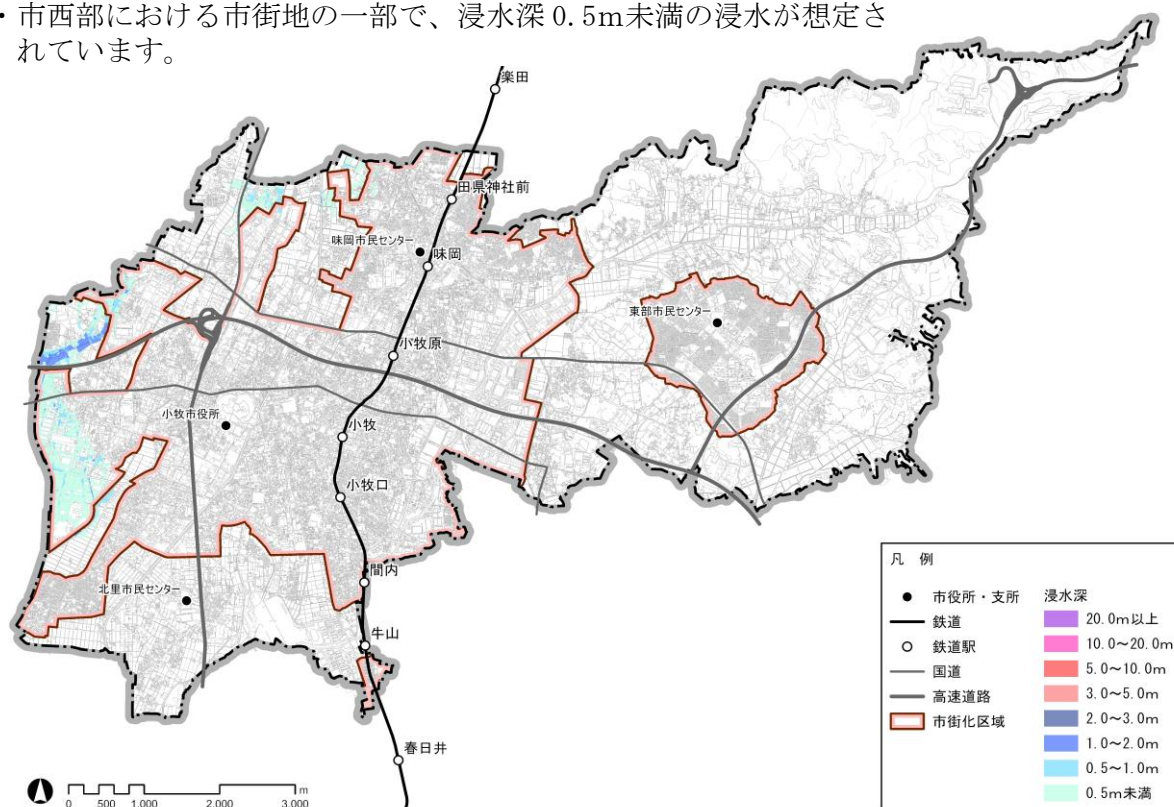 ・市西部における市街地の一部で、浸水深 0.5m未満の浸水が想定さ
れています。
楽田
田県神社前
味岡市民センター
味岡
東部市民センター
小牧原
小牧市役所
小牧
小牧口
間内
北里市民センター
牛山
春日井
凡 例
市役所・支所
鉄道
鉄道駅
国道
高速道路
市街化区域
浸水深
20.0m以上
10.0～20.0m
5.0～10.0m
3.0～5.0m
2.0～3.0m
1.0～2.0m
0.5～1.0m
0.5m未満
0 500 1,000 2,000 3,000 m